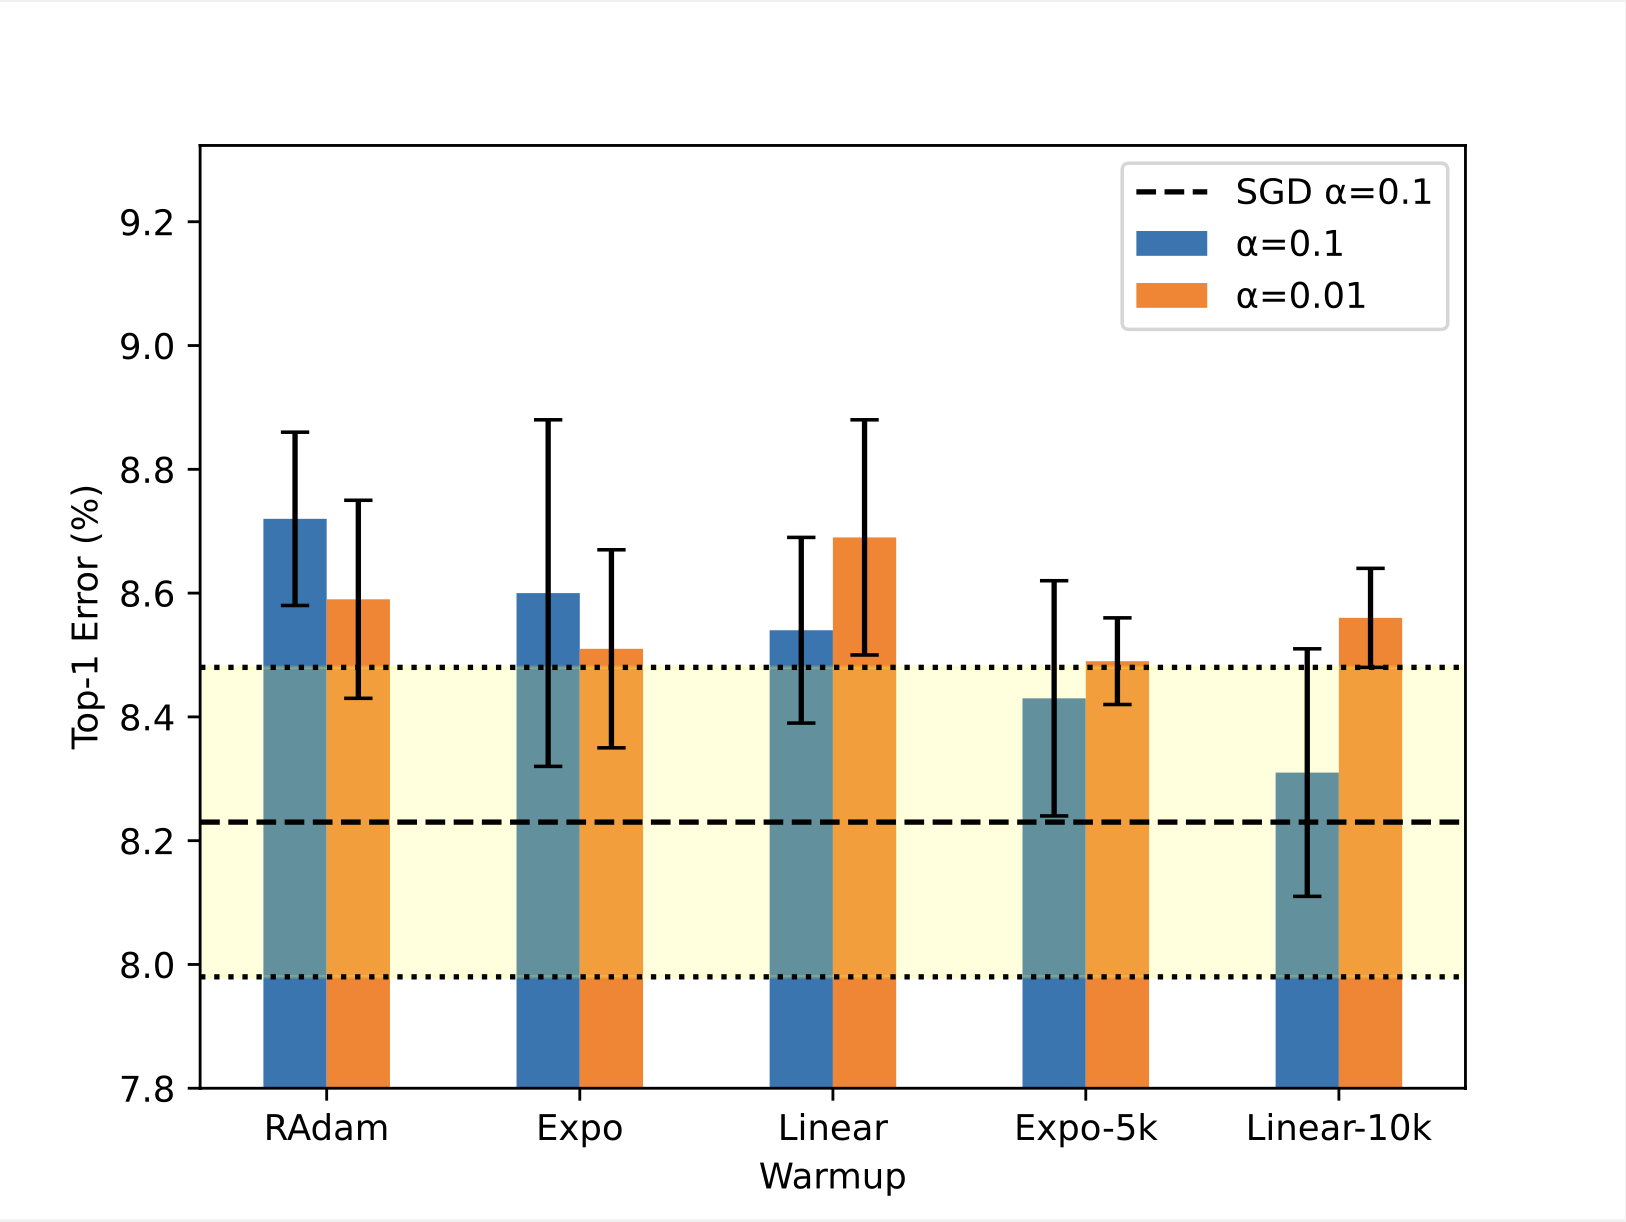 SGD α=0.1
α=0.1
α=0.01
9.2
9.0
8.8
8.6
8.4
8.2
8.0
7.8
Top-1 Error (%)
RAdam Expo Linear Expo-5k Linear-10k
Warmup